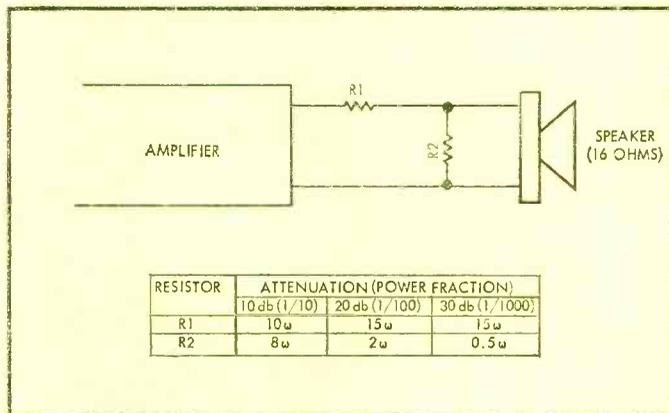 R1
AMPLIFIER
R2
SPEAKER
(16 OHMS)
RESISTOR ATTENUATION (POWER FRACTION)
10 db (1/10) 20 db (1/100) 30 db (1/1000)
R1 10ω 15ω 15ω
R2 8ω 2ω 0.5ω